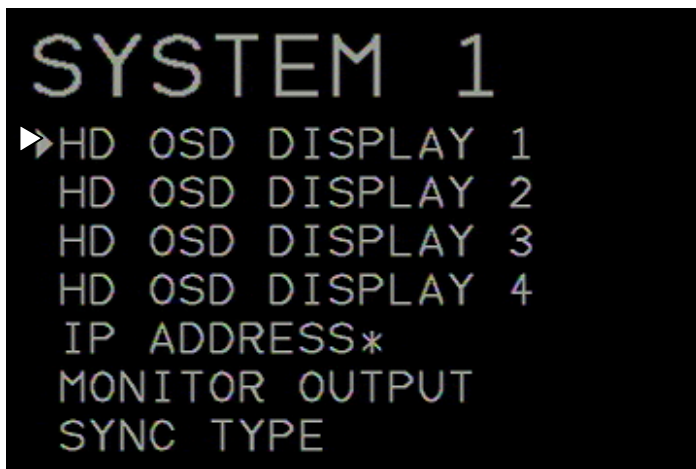 SYSTEM 1
HD OSD DISPLAY 1
HD OSD DISPLAY 2
HD OSD DISPLAY 3
HD OSD DISPLAY 4
IP ADDRESS*
MONITOR OUTPUT
SYNC TYPE